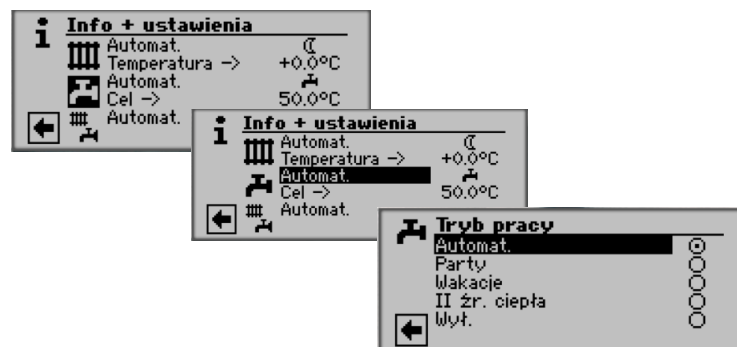 Info + ustawienia
Automat.
Temperatura -> +0.0°C
Automat.
Cel -> 50.0°C
Automat.
Info + ustawienia
Automat.
Temperatura -> +0.0°C
Automat.
Cel -> 50.0°C
Automat.
Tryb pracy
Automat.
Party
Wakacje
II źr. ciepła
Wył.